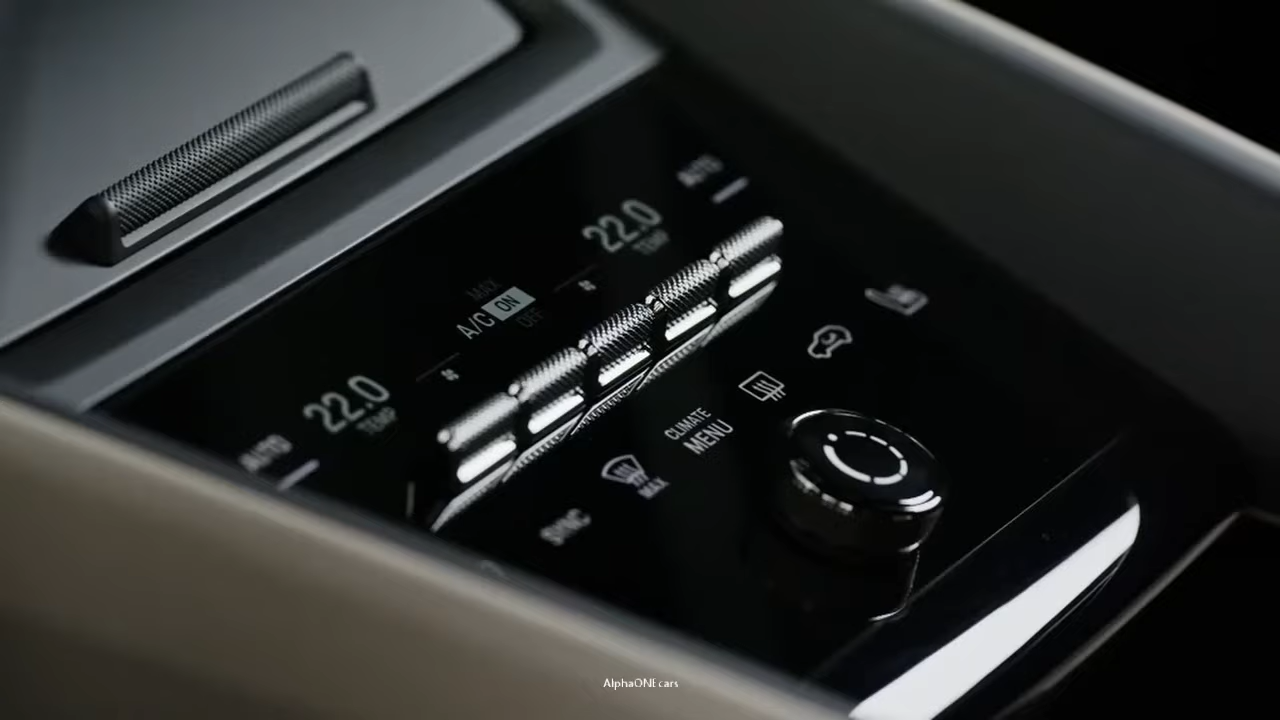 AUTO
22.0
TEMP
MAX
A/C ON
OFF
22.0
TEMP
AUTO
CLIMATE
MENU
MAX
SYNC
AlphaONE cars